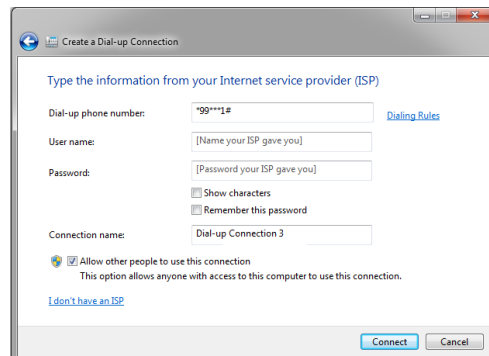 Create a Dial-up Connection
Type the information from your Internet service provider (ISP)
Dial-up phone number: *99***1# Dialing Rules
User name: [Name your ISP gave you]
Password: [Password your ISP gave you]
Show characters
Remember this password
Connection name: Dial-up Connection 3
Allow other people to use this connection
This option allows anyone with access to this computer to use this connection.
I don't have an ISP
Connect Cancel